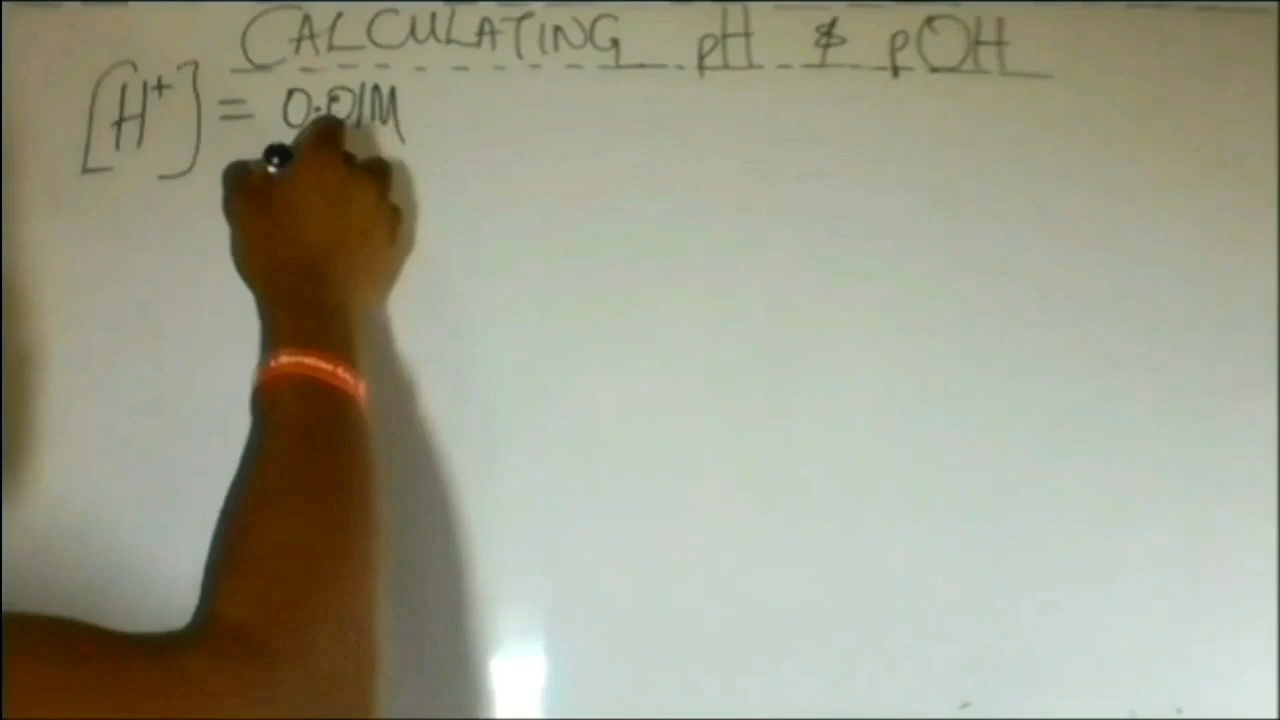 CALCULATING pH & pOH
[H⁺] = 0.01M